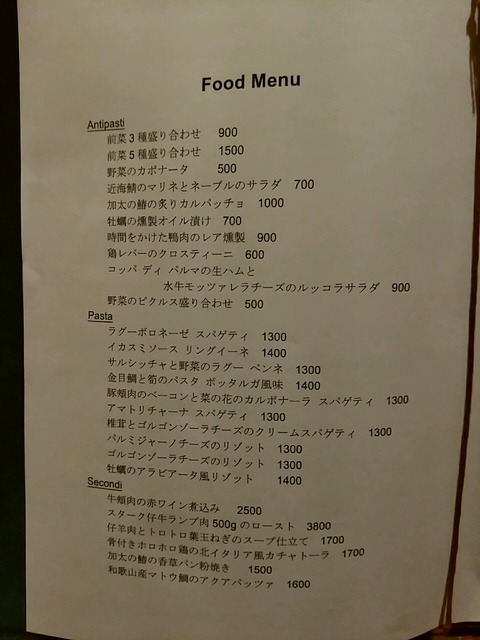 Food Menu
Antipasti
前菜3種盛り合わせ 900
前菜5種盛り合わせ 1500
野菜のカポナータ 500
近海鯖のマリネとネーブルのサラダ 700
加太の鰆の炙りカルパッチョ 1000
牡蠣の燻製オイル漬け 700
時間をかけた鴨肉のレア燻製 900
鶏レバーのクロスティーニ 600
コッパ ディ パルマの生ハムと
水牛モッツァレラチーズのルッコラサラダ 900
野菜のピクルス盛り合わせ 500
Pasta
ラグーボロネーゼ スパゲティ 1300
イカスミソース リングイーネ 1400
サルシッチャと野菜のラグー ペンネ 1300
金目鯛と筍のパスタ ボッタルガ風味 1400
豚頬肉のベーコンと菜の花のカルボナーラ スパゲティ 1300
アマトリチャーナ スパゲティ 1300
椎茸とゴルゴンゾーラチーズのクリームスパゲティ 1300
パルミジャーノチーズのリゾット 1300
ゴルゴンゾーラチーズのリゾット 1300
牡蠣のアラビアータ風リゾット 1400
Secondi
牛頬肉の赤ワイン煮込み 2500
スターク仔牛ランプ肉 500g のロースト 3800
仔羊肉とトロトロ葉玉ねぎのスープ仕立て 1700
骨付きホロホロ鶏の北イタリア風カチャトーラ 1700
加太の鰆の香草パン粉焼き 1500
和歌山産マトウ鯛のアクアパッツァ 1600